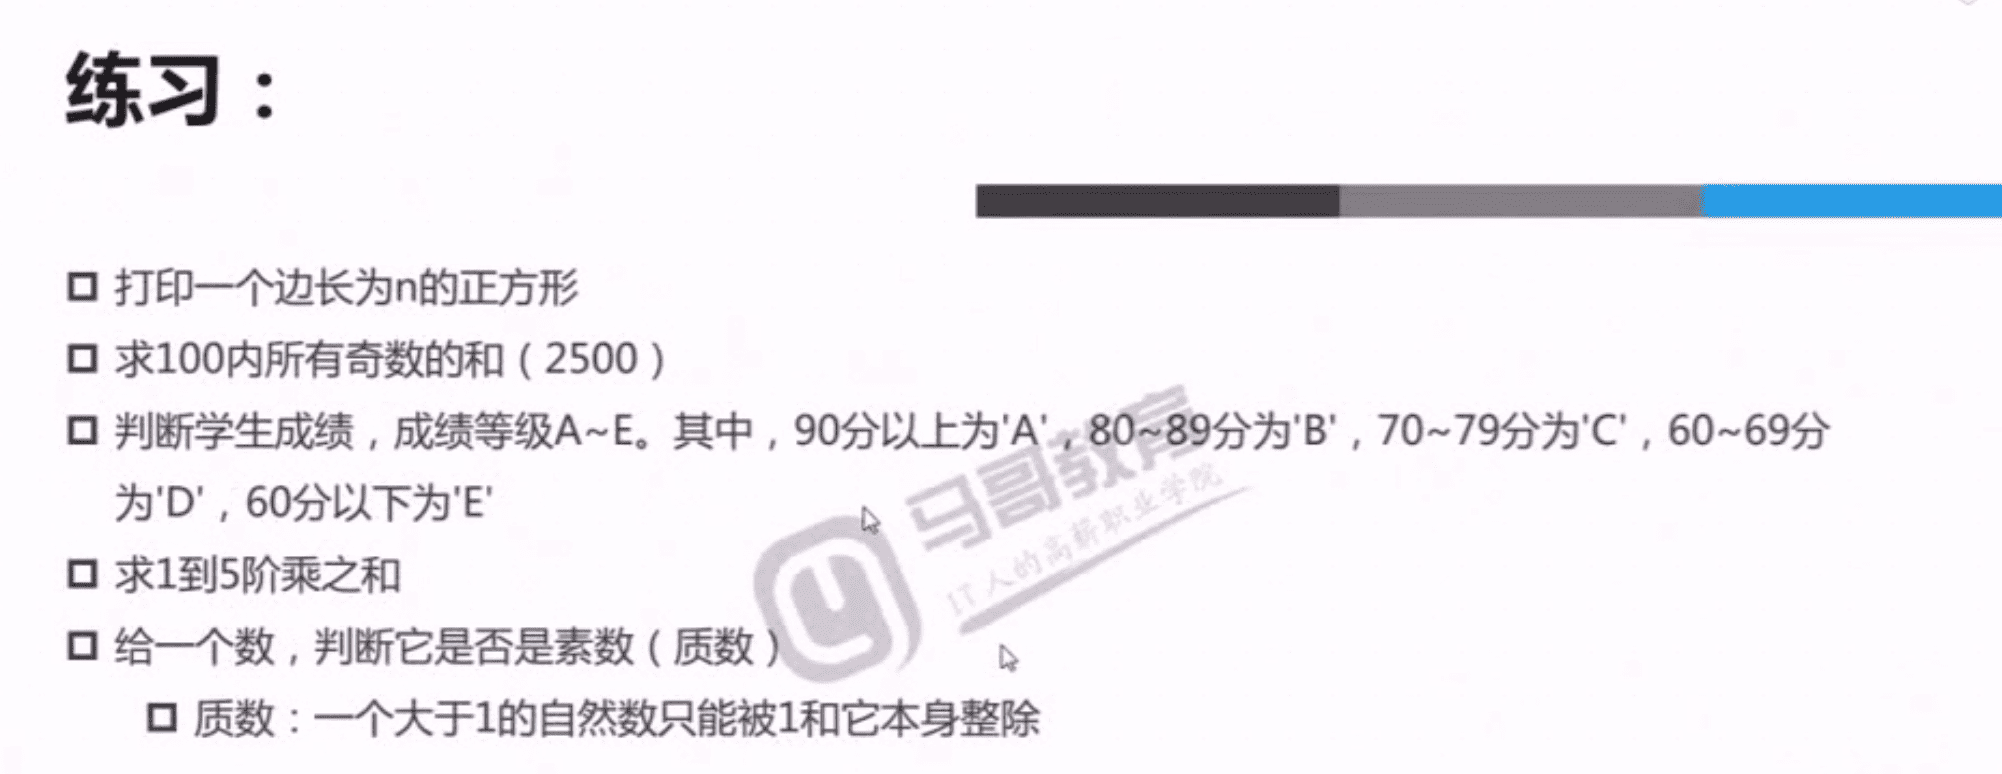 练习：
打印一个边长为n的正方形
求100内所有奇数的和（2500）
判断学生成绩，成绩等级A~E。其中，90分以上为'A'，80~89分为'B'，70~79分为'C'，60~69分
为'D'，60分以下为'E'
求1到5阶乘之和
给一个数，判断它是否是素数（质数）
质数：一个大于1的自然数只能被1和它本身整除
马哥教育
IT人的高薪职业学院